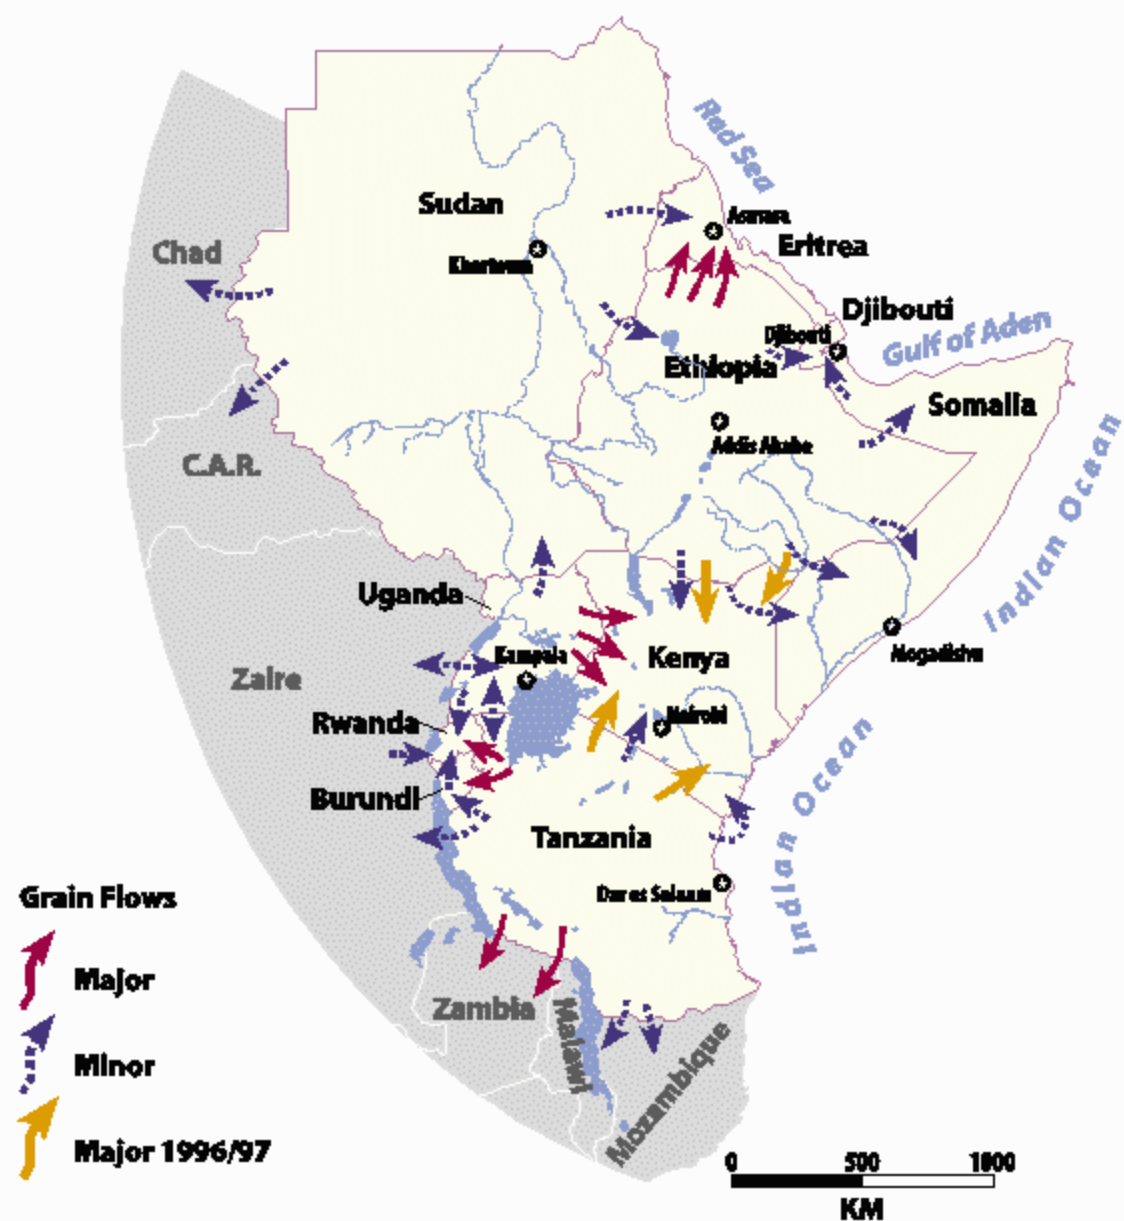 Red Sea
Sudan
Asmara
Chad
Eritrea
Khartoum
Djibouti
Djibouti
Gulf of Aden
Ethiopia
Somalia
Addis Ababa
C.A.R.
Indian Ocean
Uganda
Mogadishu
Kampala
Kenya
Zaire
Rwanda
Nairobi
Burundi
Indian Ocean
Tanzania
Dar es Salaam
Grain Flows
Major
Zambia
Malawi
Mozambique
Minor
Major 1996/97
0 500 1000
KM